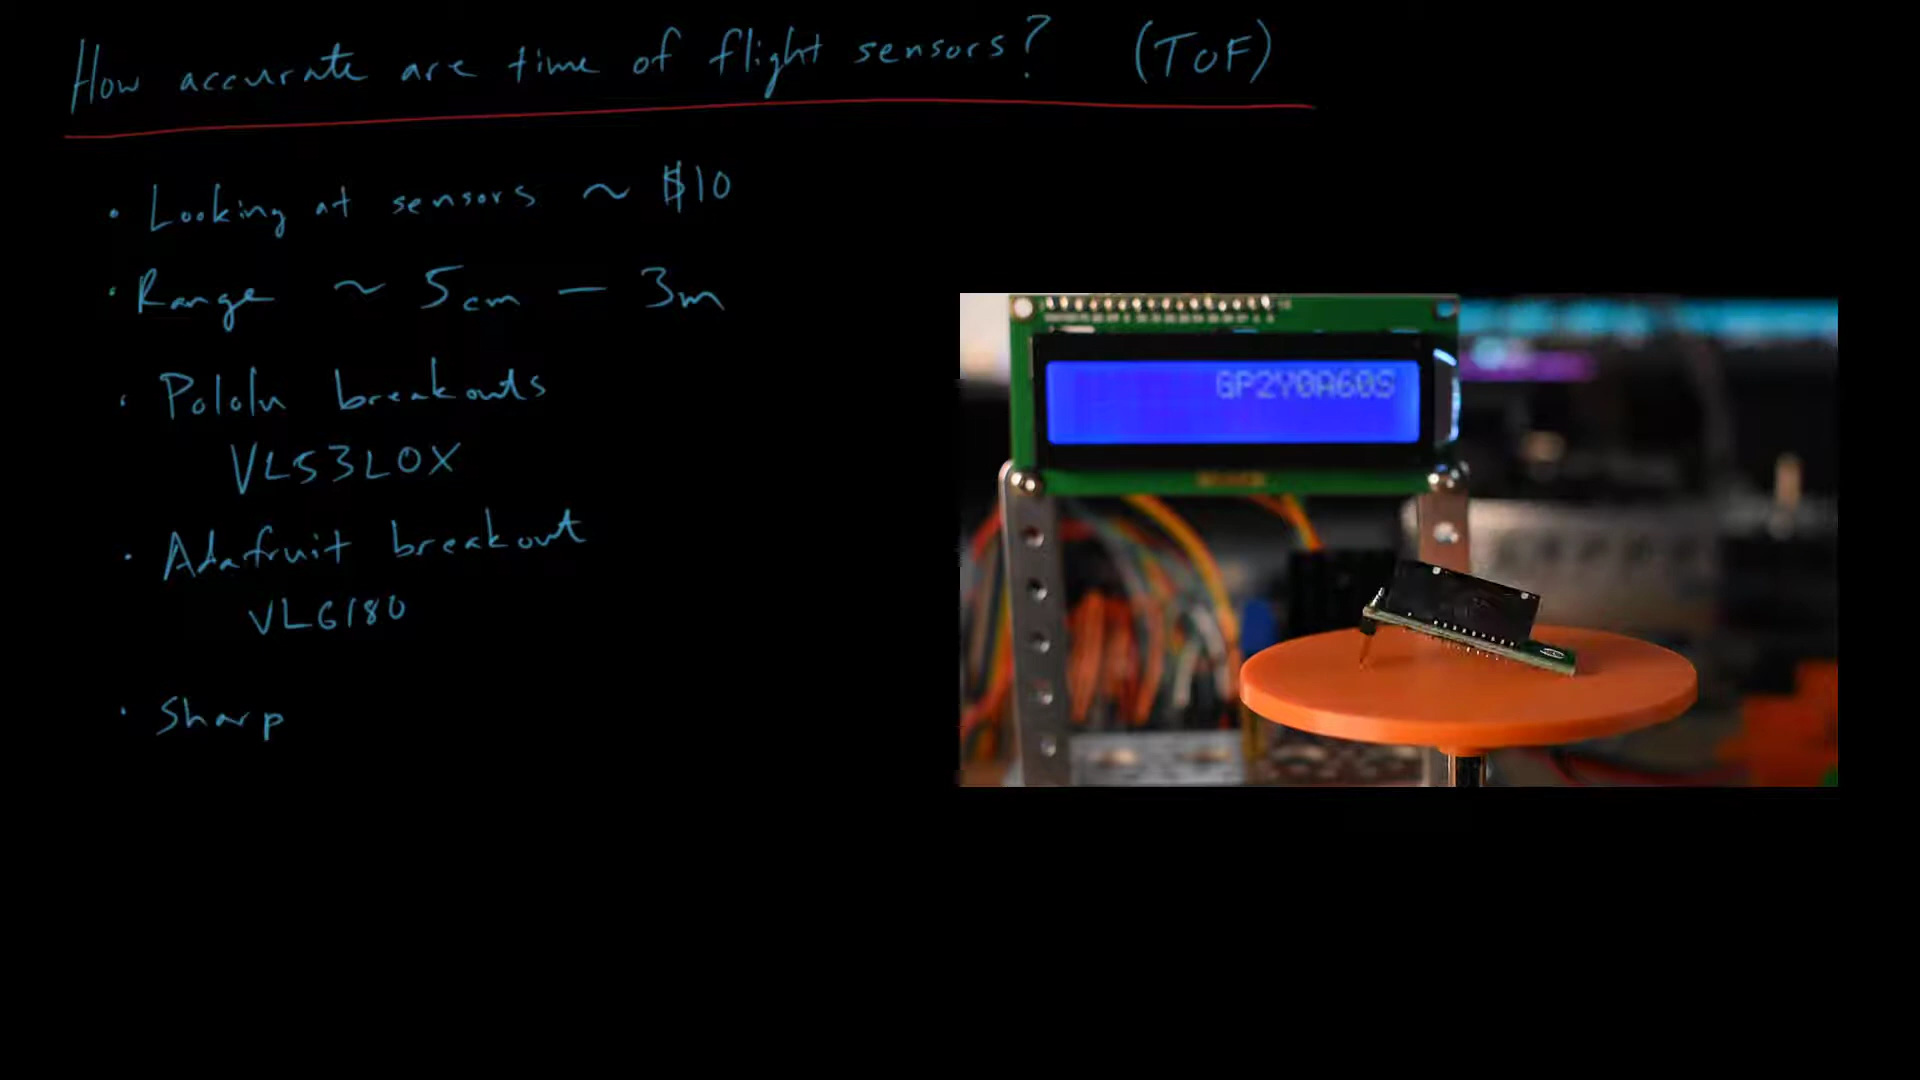 How accurate are time of flight sensors? (ToF)
• Looking at sensors ~ $10
• Range ~ 5cm — 3m
• Pololu breakouts
VL53L0X
• Adafruit breakout
VL6180
• Sharp
GP2Y0A60S